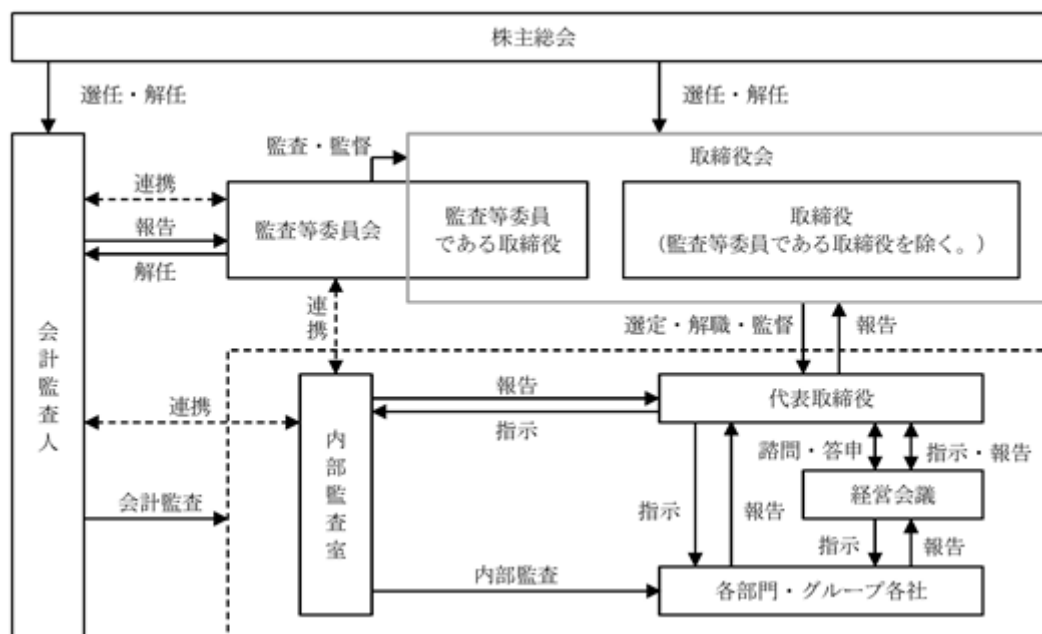 株主総会
選任・解任
選任・解任
監査・監督
取締役会
連携
報告
解任
監査等委員会
監査等委員
である取締役
取締役
（監査等委員である取締役を除く。）
連携
選定・解職・監督
報告
会計監査人
連携
会計監査
内部監査室
報告
指示
代表取締役
諮問・答申
指示・報告
経営会議
指示
報告
指示
報告
内部監査
各部門・グループ各社